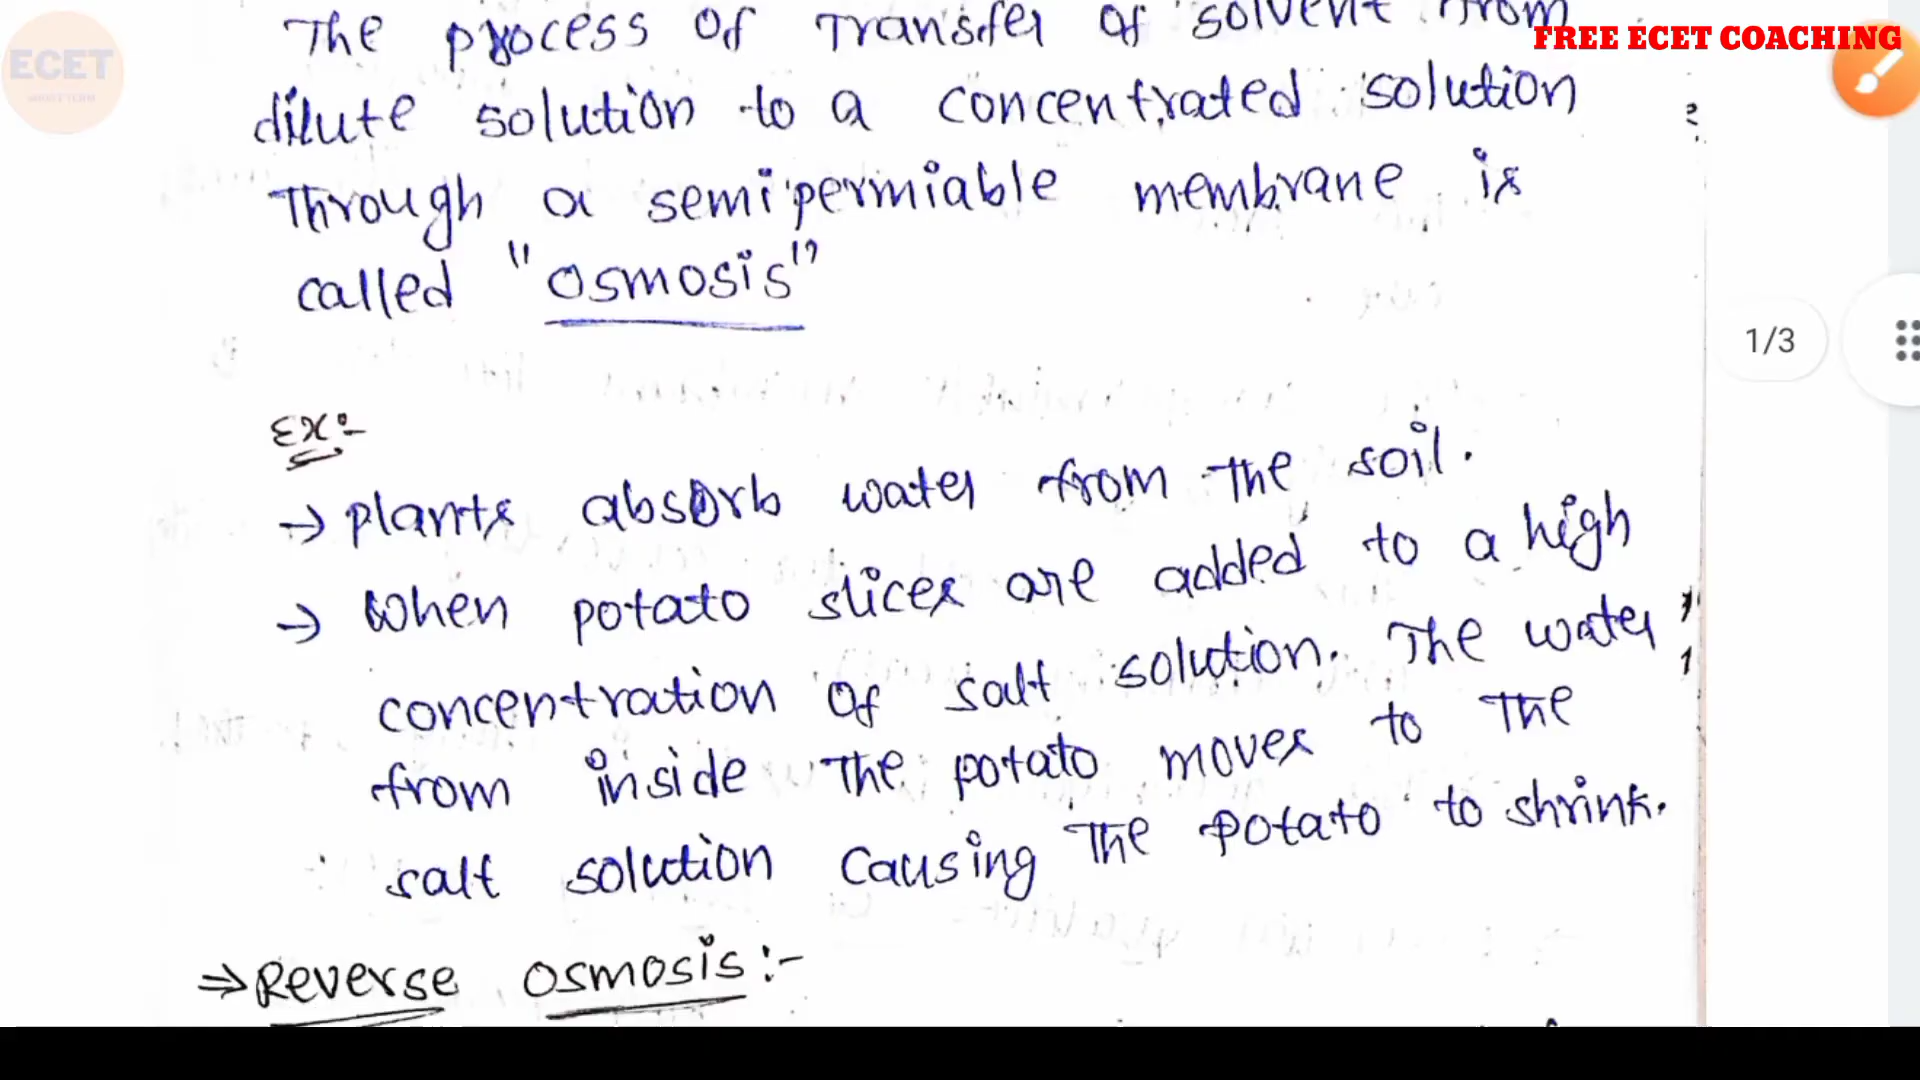 The process of transfer of solvent from
FREE ECET COACHING
ECET
dilute solution to a concentrated solution
through a semipermiable membrane is
called "osmosis"
1/3
Ex:-
→ plants absorb water from the soil.
→ when potato slices are added to a high
concentration of salt solution. The water
from inside the potato moves to the
salt solution causing the potato to shrink.
⇒ Reverse osmosis:-